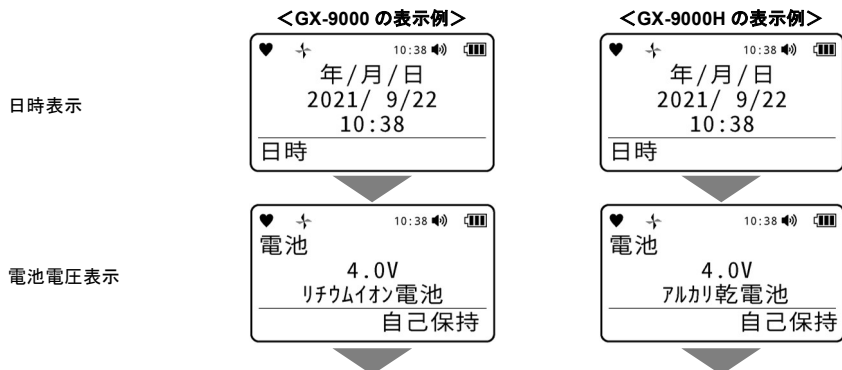 <GX-9000 の表示例>
<GX-9000H の表示例>
日時表示
10:38
年/月/日
2021/ 9/22
10:38
日時
10:38
年/月/日
2021/ 9/22
10:38
日時
電池電圧表示
10:38
電池
4.0V
リチウムイオン電池
自己保持
10:38
電池
4.0V
アルカリ乾電池
自己保持